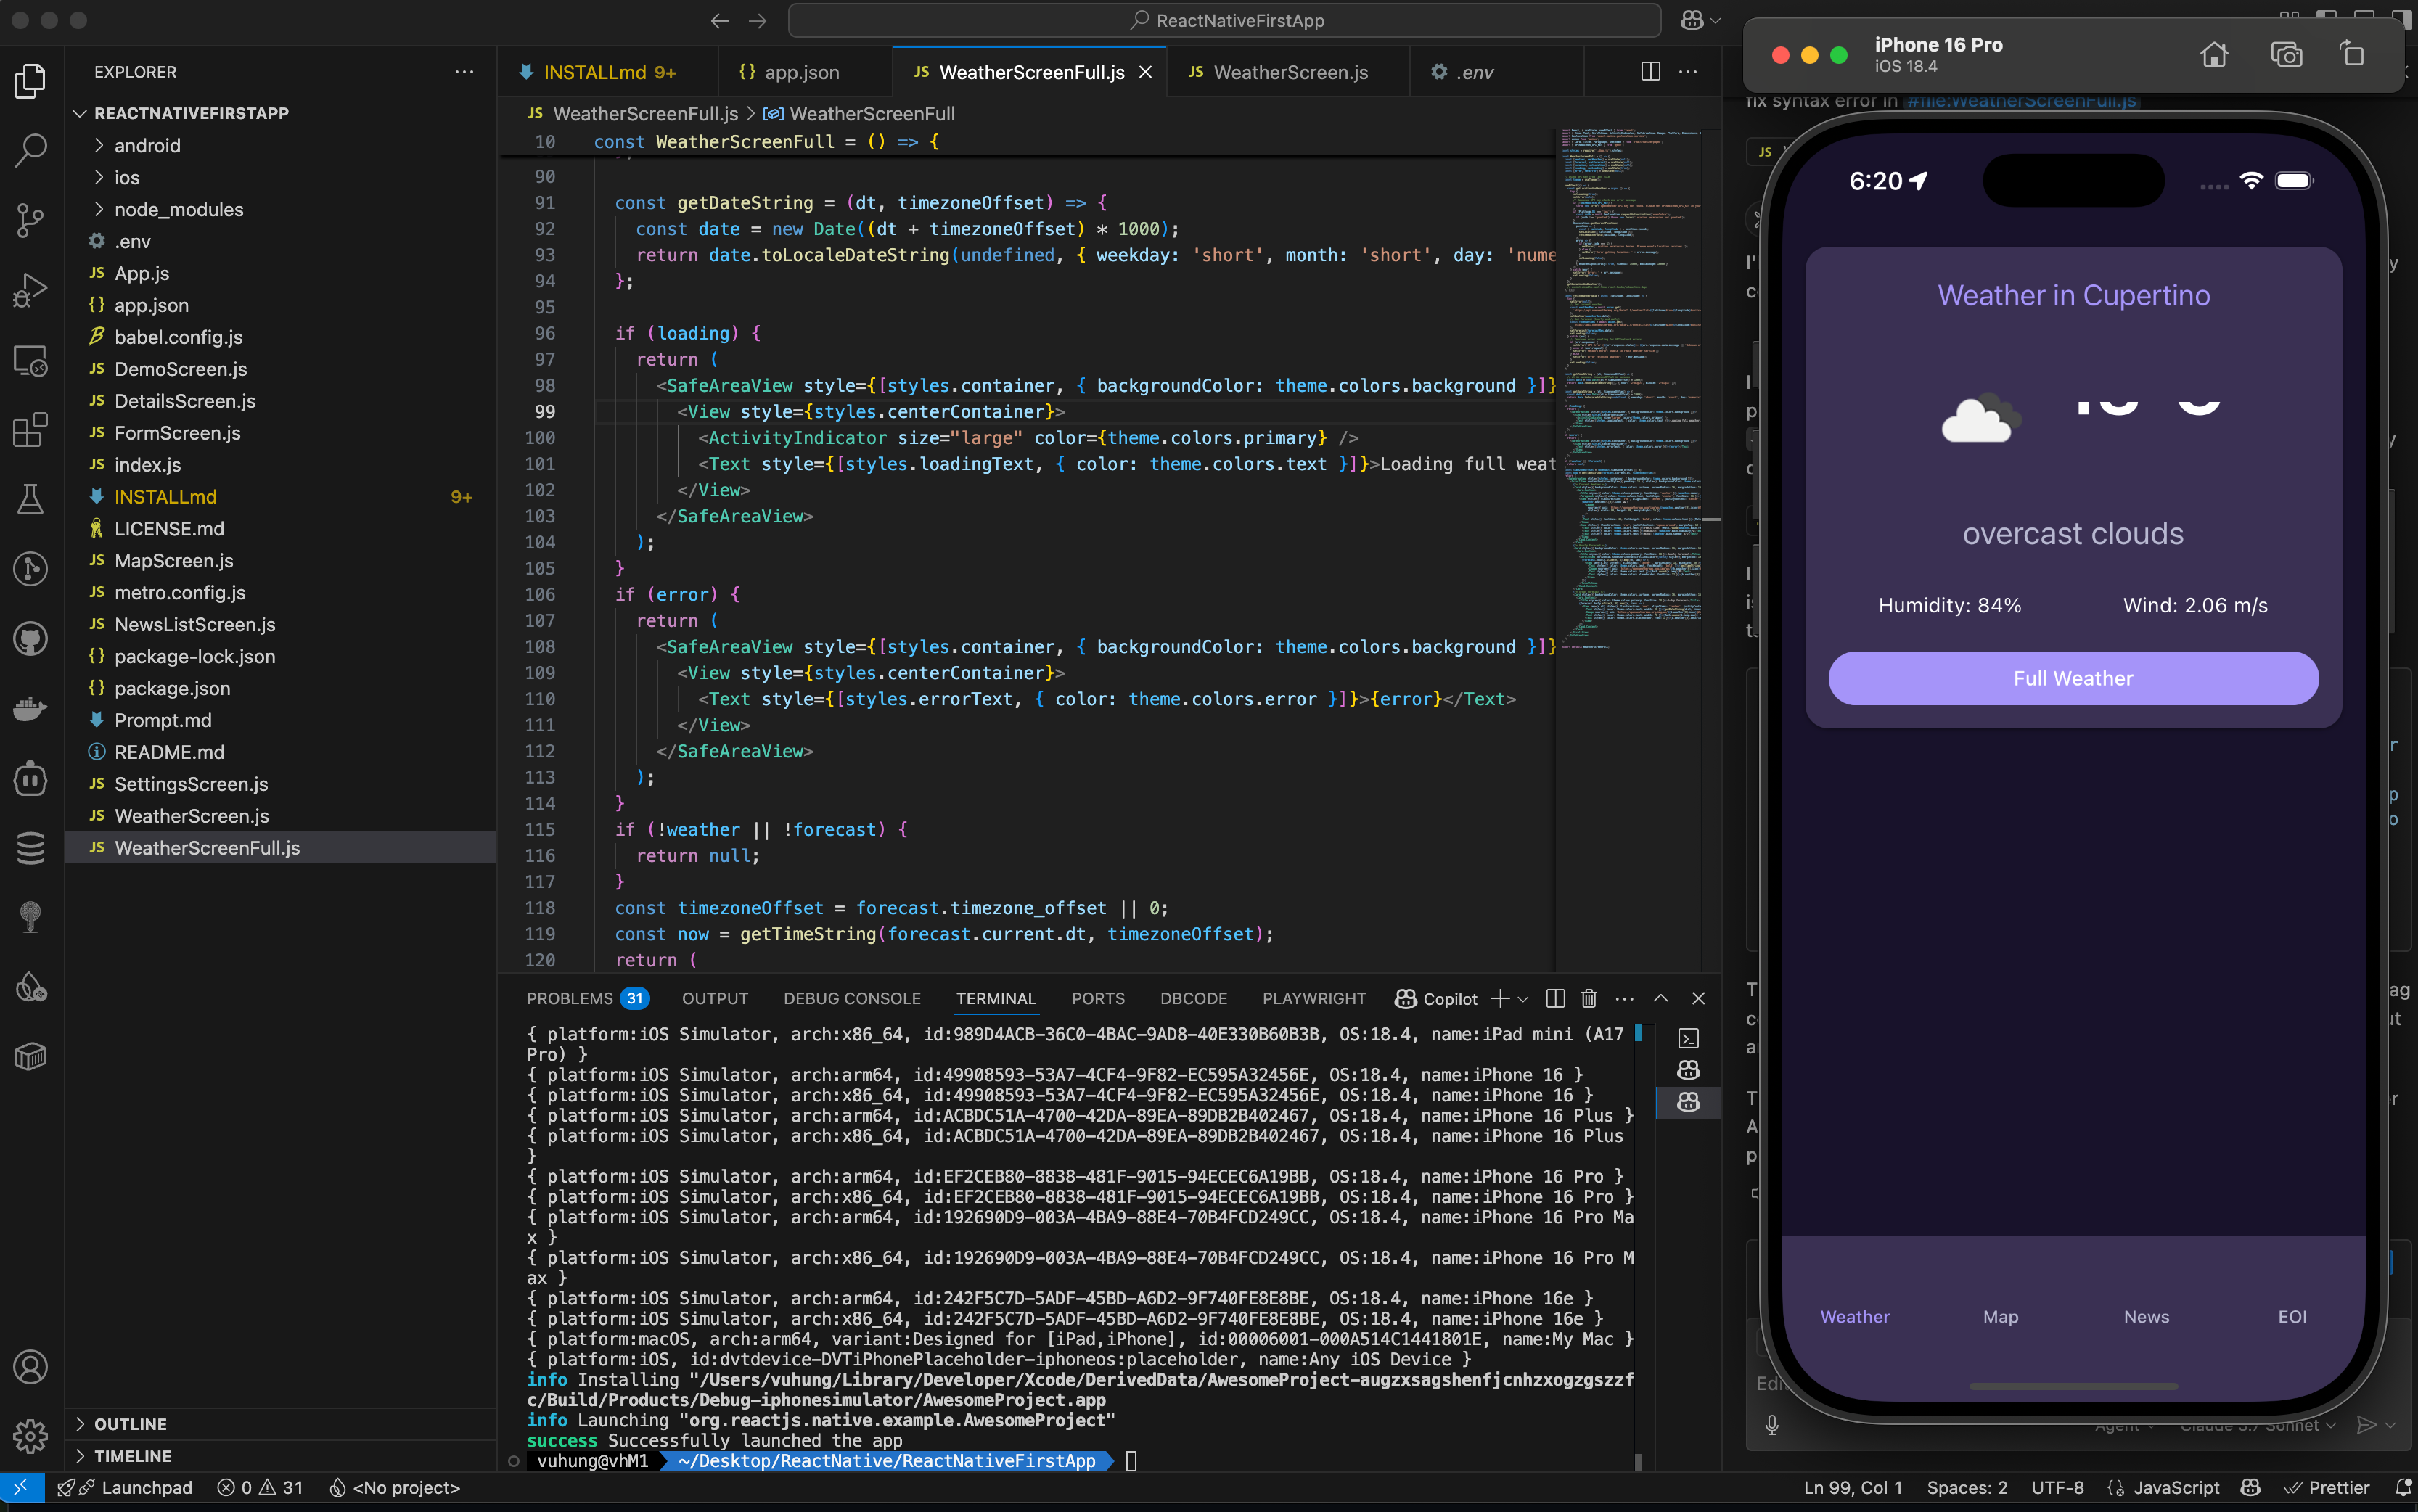 ReactNativeFirstApp
EXPLORER
REACTNATIVEFIRSTAPP
android
ios
node_modules
.env
JS App.js
{} app.json
babel.config.js
JS DemoScreen.js
JS DetailsScreen.js
JS FormScreen.js
JS index.js
INSTALLmd 9+
LICENSE.md
JS MapScreen.js
JS metro.config.js
JS NewsListScreen.js
{} package-lock.json
{} package.json
Prompt.md
README.md
JS SettingsScreen.js
JS WeatherScreen.js
JS WeatherScreenFull.js
OUTLINE
TIMELINE
INSTALLmd 9+
{} app.json
JS WeatherScreenFull.js
JS WeatherScreen.js
.env
JS WeatherScreenFull.js > WeatherScreenFull
10 const WeatherScreenFull = () => {
90
91 const getDateString = (dt, timezoneOffset) => {
92 const date = new Date((dt + timezoneOffset) * 1000);
93 return date.toLocaleDateString(undefined, { weekday: 'short', month: 'short', day: 'nume
94 };
95
96 if (loading) {
97 return (
98 <SafeAreaView style={[styles.container, { backgroundColor: theme.colors.background }]}
99 <View style={styles.centerContainer}>
100 <ActivityIndicator size="large" color={theme.colors.primary} />
101 <Text style={[styles.loadingText, { color: theme.colors.text }]}>Loading full weat
102 </View>
103 </SafeAreaView>
104 );
105 }
106 if (error) {
107 return (
108 <SafeAreaView style={[styles.container, { backgroundColor: theme.colors.background }]}
109 <View style={styles.centerContainer}>
110 <Text style={[styles.errorText, { color: theme.colors.error }]}>{error}</Text>
111 </View>
112 </SafeAreaView>
113 );
114 }
115 if (!weather || !forecast) {
116 return null;
117 }
118 const timezoneOffset = forecast.timezone_offset || 0;
119 const now = getTimeString(forecast.current.dt, timezoneOffset);
120 return (
PROBLEMS 31 OUTPUT DEBUG CONSOLE TERMINAL PORTS DBCODE PLAYWRIGHT Copilot
{ platform:iOS Simulator, arch:x86_64, id:989D4ACB-36C0-4BAC-9AD8-40E330B60B3B, OS:18.4, name:iPad mini (A17
Pro) }
{ platform:iOS Simulator, arch:arm64, id:49908593-53A7-4CF4-9F82-EC595A32456E, OS:18.4, name:iPhone 16 }
{ platform:iOS Simulator, arch:x86_64, id:49908593-53A7-4CF4-9F82-EC595A32456E, OS:18.4, name:iPhone 16 }
{ platform:iOS Simulator, arch:arm64, id:ACBDC51A-4700-42DA-89EA-89DB2B402467, OS:18.4, name:iPhone 16 Plus }
{ platform:iOS Simulator, arch:x86_64, id:ACBDC51A-4700-42DA-89EA-89DB2B402467, OS:18.4, name:iPhone 16 Plus
}
{ platform:iOS Simulator, arch:arm64, id:EF2CEB80-8838-481F-9015-94ECEC6A19BB, OS:18.4, name:iPhone 16 Pro }
{ platform:iOS Simulator, arch:x86_64, id:EF2CEB80-8838-481F-9015-94ECEC6A19BB, OS:18.4, name:iPhone 16 Pro }
{ platform:iOS Simulator, arch:arm64, id:192690D9-003A-4BA9-88E4-70B4FCD249CC, OS:18.4, name:iPhone 16 Pro Ma
x }
{ platform:iOS Simulator, arch:x86_64, id:192690D9-003A-4BA9-88E4-70B4FCD249CC, OS:18.4, name:iPhone 16 Pro M
ax }
{ platform:iOS Simulator, arch:arm64, id:242F5C7D-5ADF-45BD-A6D2-9F740FE8E8BE, OS:18.4, name:iPhone 16e }
{ platform:iOS Simulator, arch:x86_64, id:242F5C7D-5ADF-45BD-A6D2-9F740FE8E8BE, OS:18.4, name:iPhone 16e }
{ platform:macOS, arch:arm64, variant:Designed for [iPad,iPhone], id:00006001-000A514C1441801E, name:My Mac }
{ platform:iOS, id:dvtdevice-DVTiPhonePlaceholder-iphoneos:placeholder, name:Any iOS Device }
info Installing "/Users/vuhung/Library/Developer/Xcode/DerivedData/AwesomeProject-augzxsagshenfjcnhzxogzgszzf
c/Build/Products/Debug-iphonesimulator/AwesomeProject.app
info Launching "org.reactjs.native.example.AwesomeProject"
success Successfully launched the app
vuhung@vhM1 ~/Desktop/ReactNative/ReactNativeFirstApp
iPhone 16 Pro
iOS 18.4
fix syntax error in #file:WeatherScreenFull.js
6:20
Weather in Cupertino
overcast clouds
Humidity: 84% Wind: 2.06 m/s
Full Weather
Weather Map News EOI
Agent Claude 3.7 Sonnet
Launchpad 0 31 <No project>
Ln 99, Col 1 Spaces: 2 UTF-8 {} JavaScript Prettier